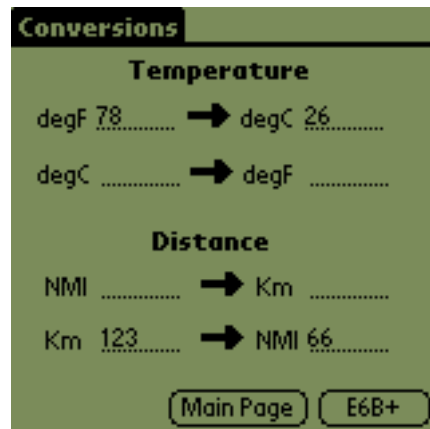 Conversions
Temperature
degF 78 degC 26
degC degF
Distance
NMI Km
Km 123 NMI 66
Main Page E6B+